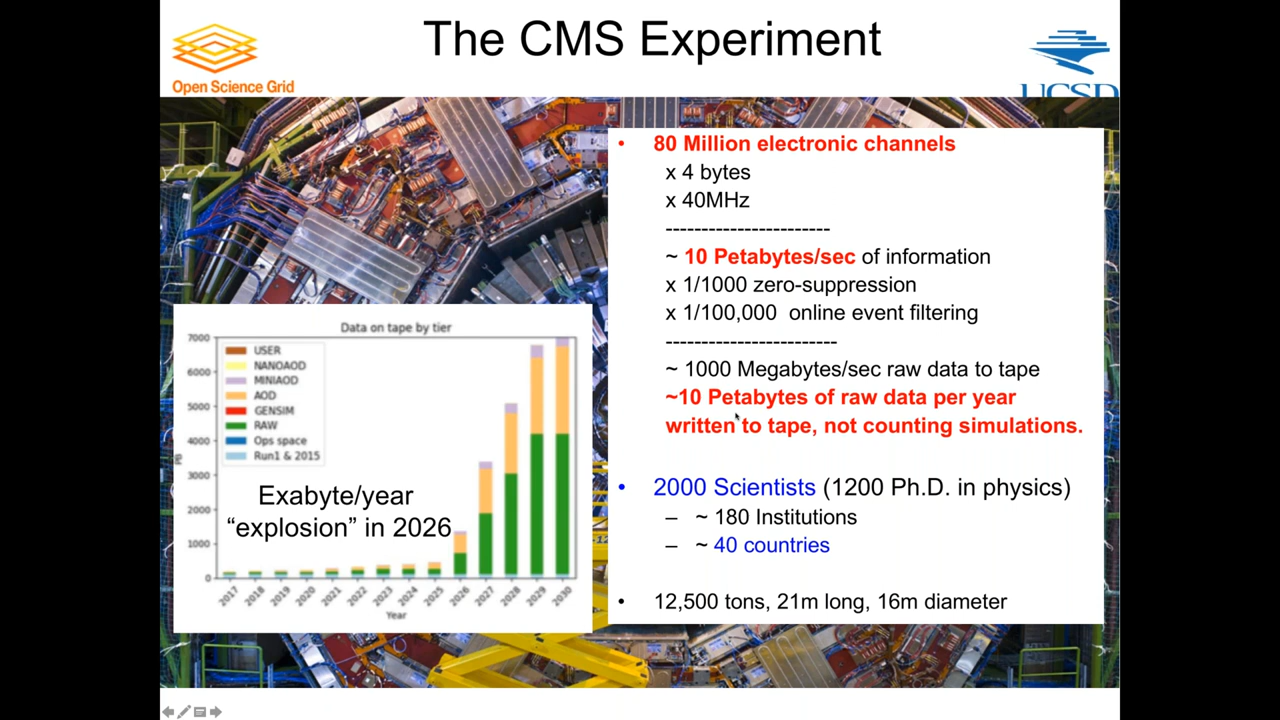 The CMS Experiment
Open Science Grid
UCSD
• 80 Million electronic channels
x 4 bytes
x 40MHz
-----------------------
~ 10 Petabytes/sec of information
x 1/1000 zero-suppression
x 1/100,000 online event filtering
------------------------
~ 1000 Megabytes/sec raw data to tape
~10 Petabytes of raw data per year
written to tape, not counting simulations.
• 2000 Scientists (1200 Ph.D. in physics)
– ~ 180 Institutions
– ~ 40 countries
• 12,500 tons, 21m long, 16m diameter
Data on tape by tier
7000
6000
5000
4000
3000
2000
1000
0
PB
USER
NANOAOD
MINIAOD
AOD
GENSIM
RAW
Ops space
Run1 & 2015
Exabyte/year
“explosion” in 2026
2017 2018 2019 2020 2021 2022 2023 2024 2025 2026 2027 2028 2029 2030
Year